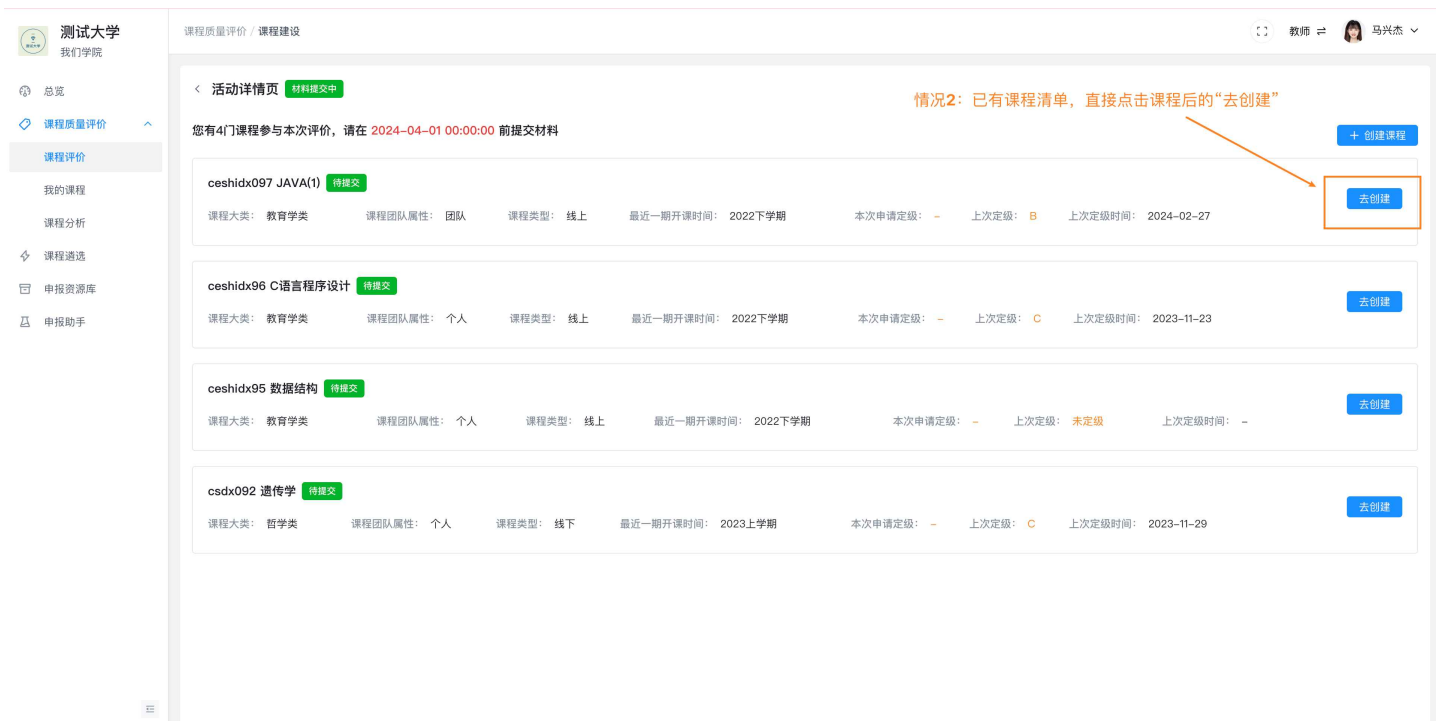 测试大学
我们学院
课程质量评价 / 课程建设
教师
马兴杰
总览
课程质量评价
课程评价
我的课程
课程分析
课程遴选
申报资源库
申报助手
活动详情页 材料提交中
情况2：已有课程清单，直接点击课程后的“去创建”
您有4门课程参与本次评价，请在 2024-04-01 00:00:00 前提交材料
+ 创建课程
ceshidx097 JAVA(1) 待提交
去创建
课程大类： 教育学类 课程团队属性： 团队 课程类型： 线上 最近一期开课时间： 2022下学期 本次申请定级： - 上次定级： B 上次定级时间： 2024-02-27
ceshidx96 C语言程序设计 待提交
去创建
课程大类： 教育学类 课程团队属性： 个人 课程类型： 线上 最近一期开课时间： 2022下学期 本次申请定级： - 上次定级： C 上次定级时间： 2023-11-23
ceshidx95 数据结构 待提交
去创建
课程大类： 教育学类 课程团队属性： 个人 课程类型： 线上 最近一期开课时间： 2022下学期 本次申请定级： - 上次定级： 未定级 上次定级时间： -
csdx092 遗传学 待提交
去创建
课程大类： 哲学类 课程团队属性： 个人 课程类型： 线下 最近一期开课时间： 2023上学期 本次申请定级： - 上次定级： C 上次定级时间： 2023-11-29